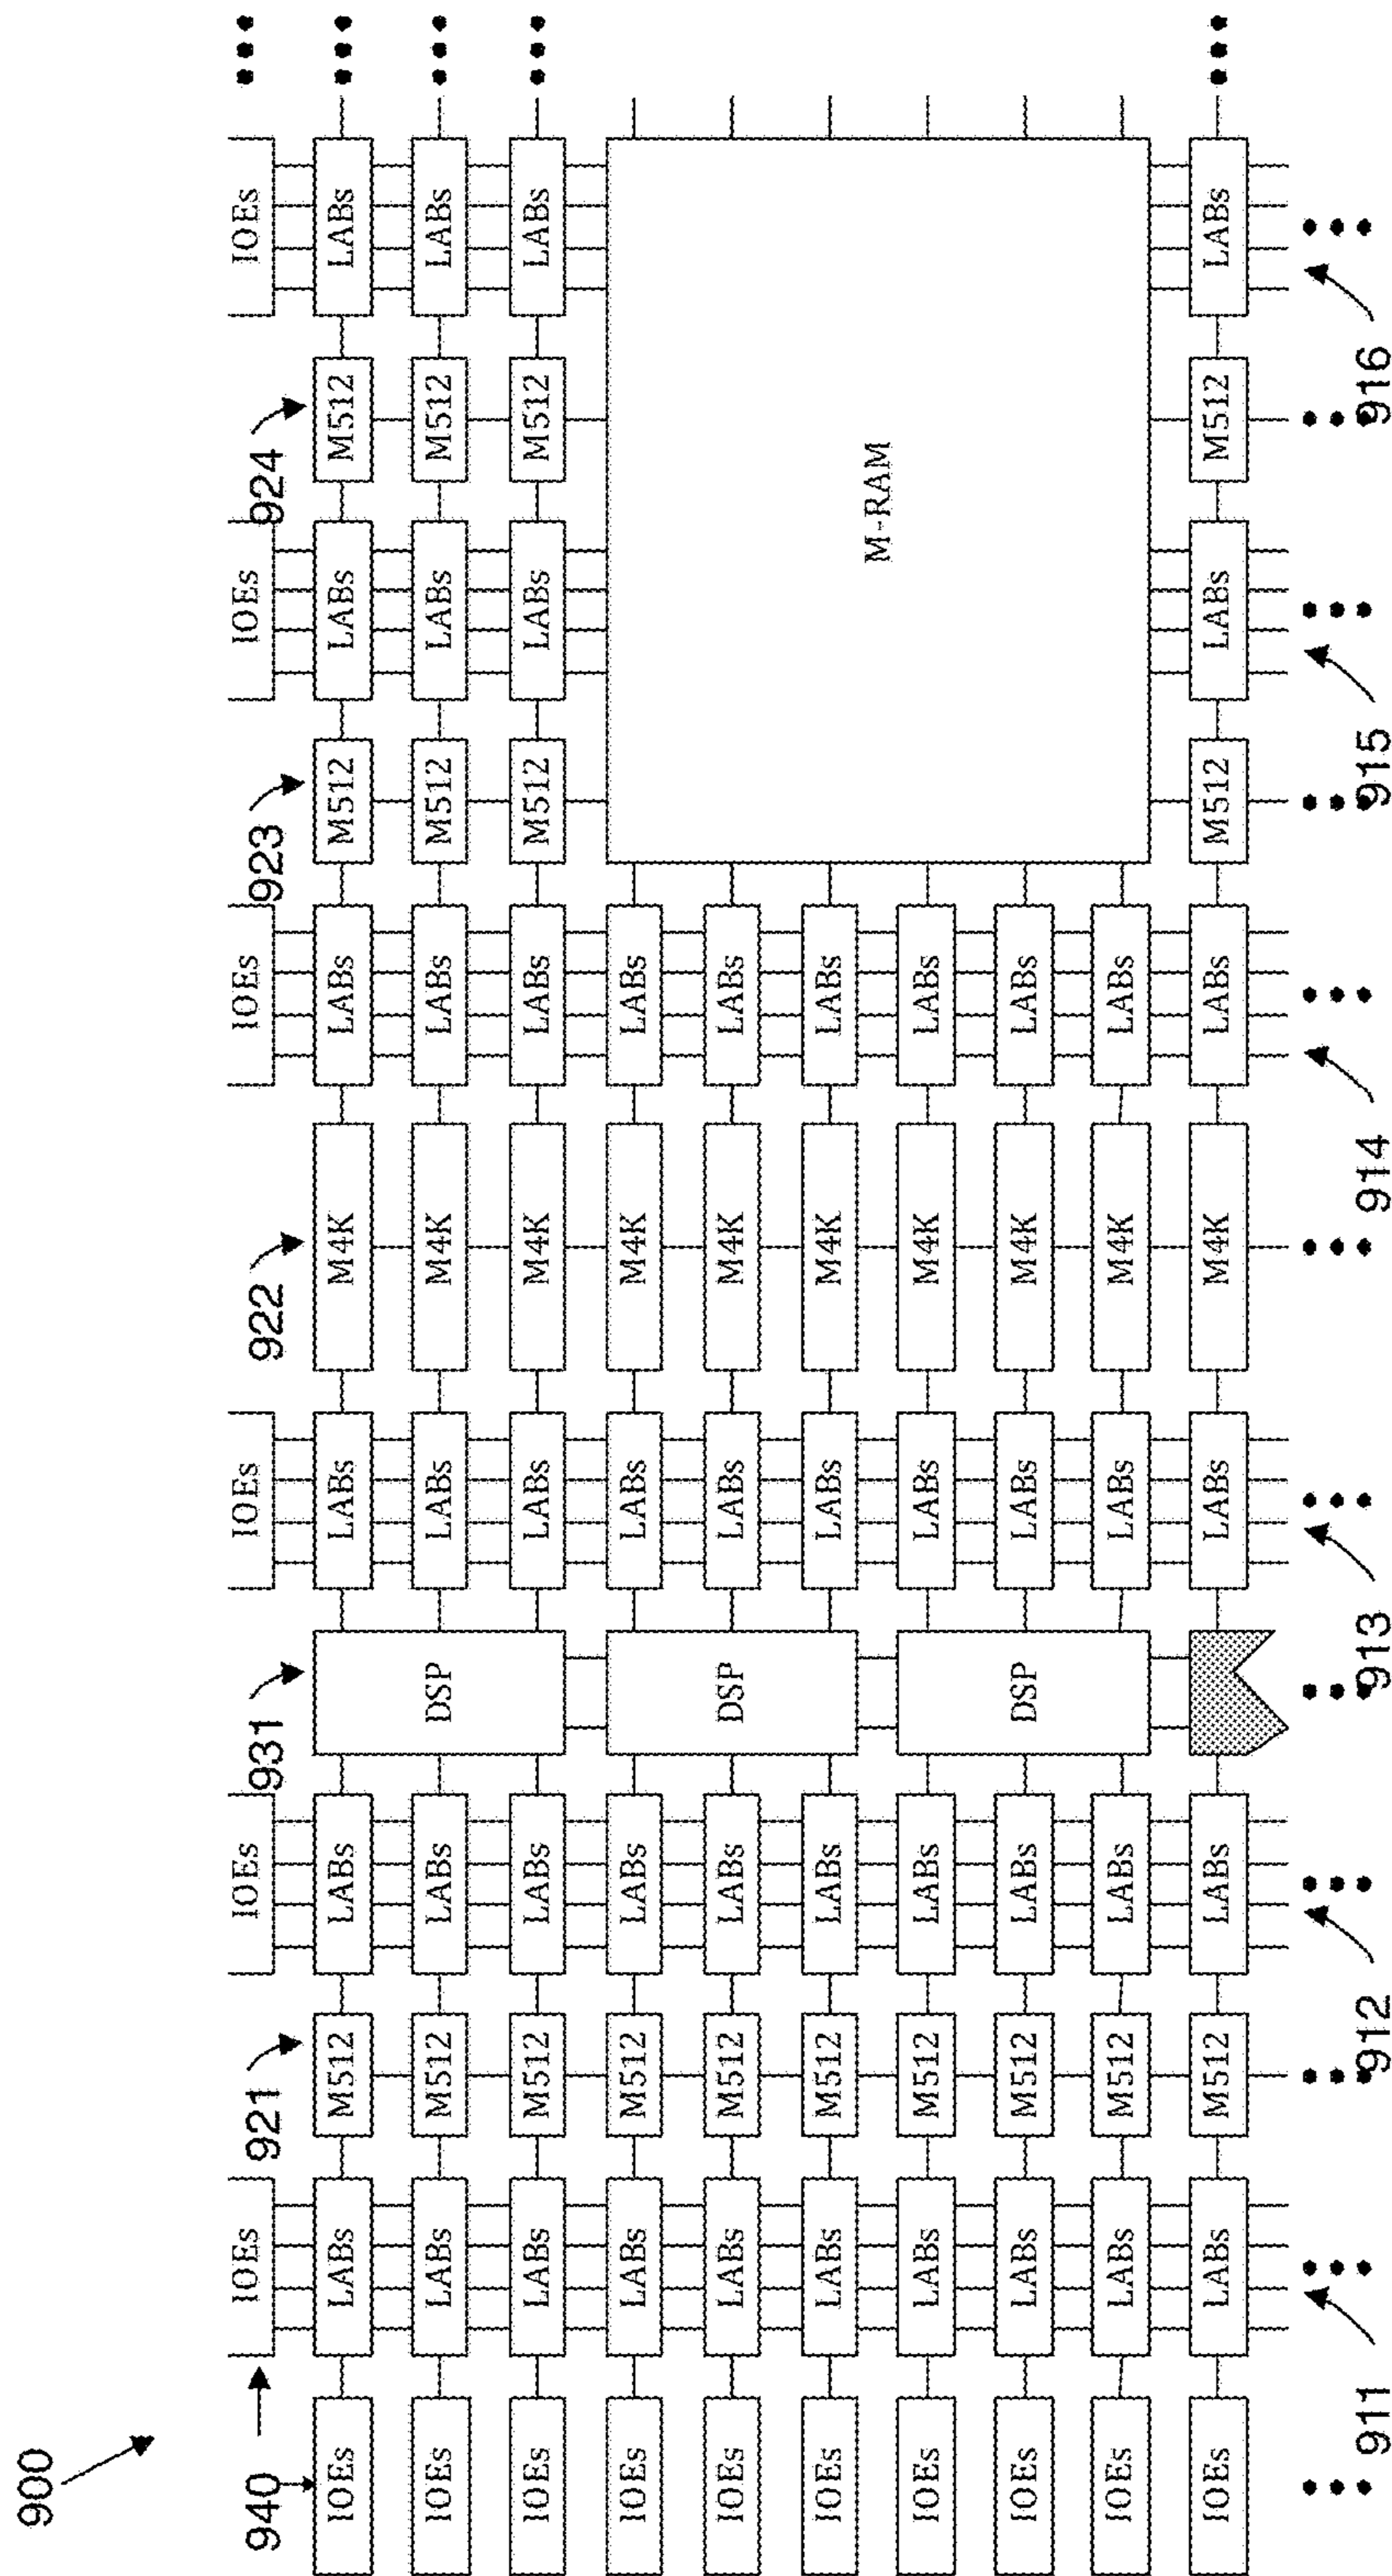 900
IOEs IOEs IOEs IOEs IOEs IOEs
940 921 931 922 923 924
IOEs LABs M512 LABs LABs M4K LABs M512 LABs M512 LABs
IOEs LABs M512 LABs DSP LABs M4K LABs M512 LABs M512 LABs
IOEs LABs M512 LABs LABs M4K LABs M512 LABs M512 LABs
IOEs LABs M512 LABs LABs M4K LABs
IOEs LABs M512 LABs DSP LABs M4K LABs
IOEs LABs M512 LABs LABs M4K LABs
M-RAM
IOEs LABs M512 LABs LABs M4K LABs
IOEs LABs M512 LABs DSP LABs M4K LABs
IOEs LABs M512 LABs LABs M4K LABs
IOEs LABs M512 LABs LABs M4K LABs M512 LABs M512 LABs
911 912 913 914 915 916